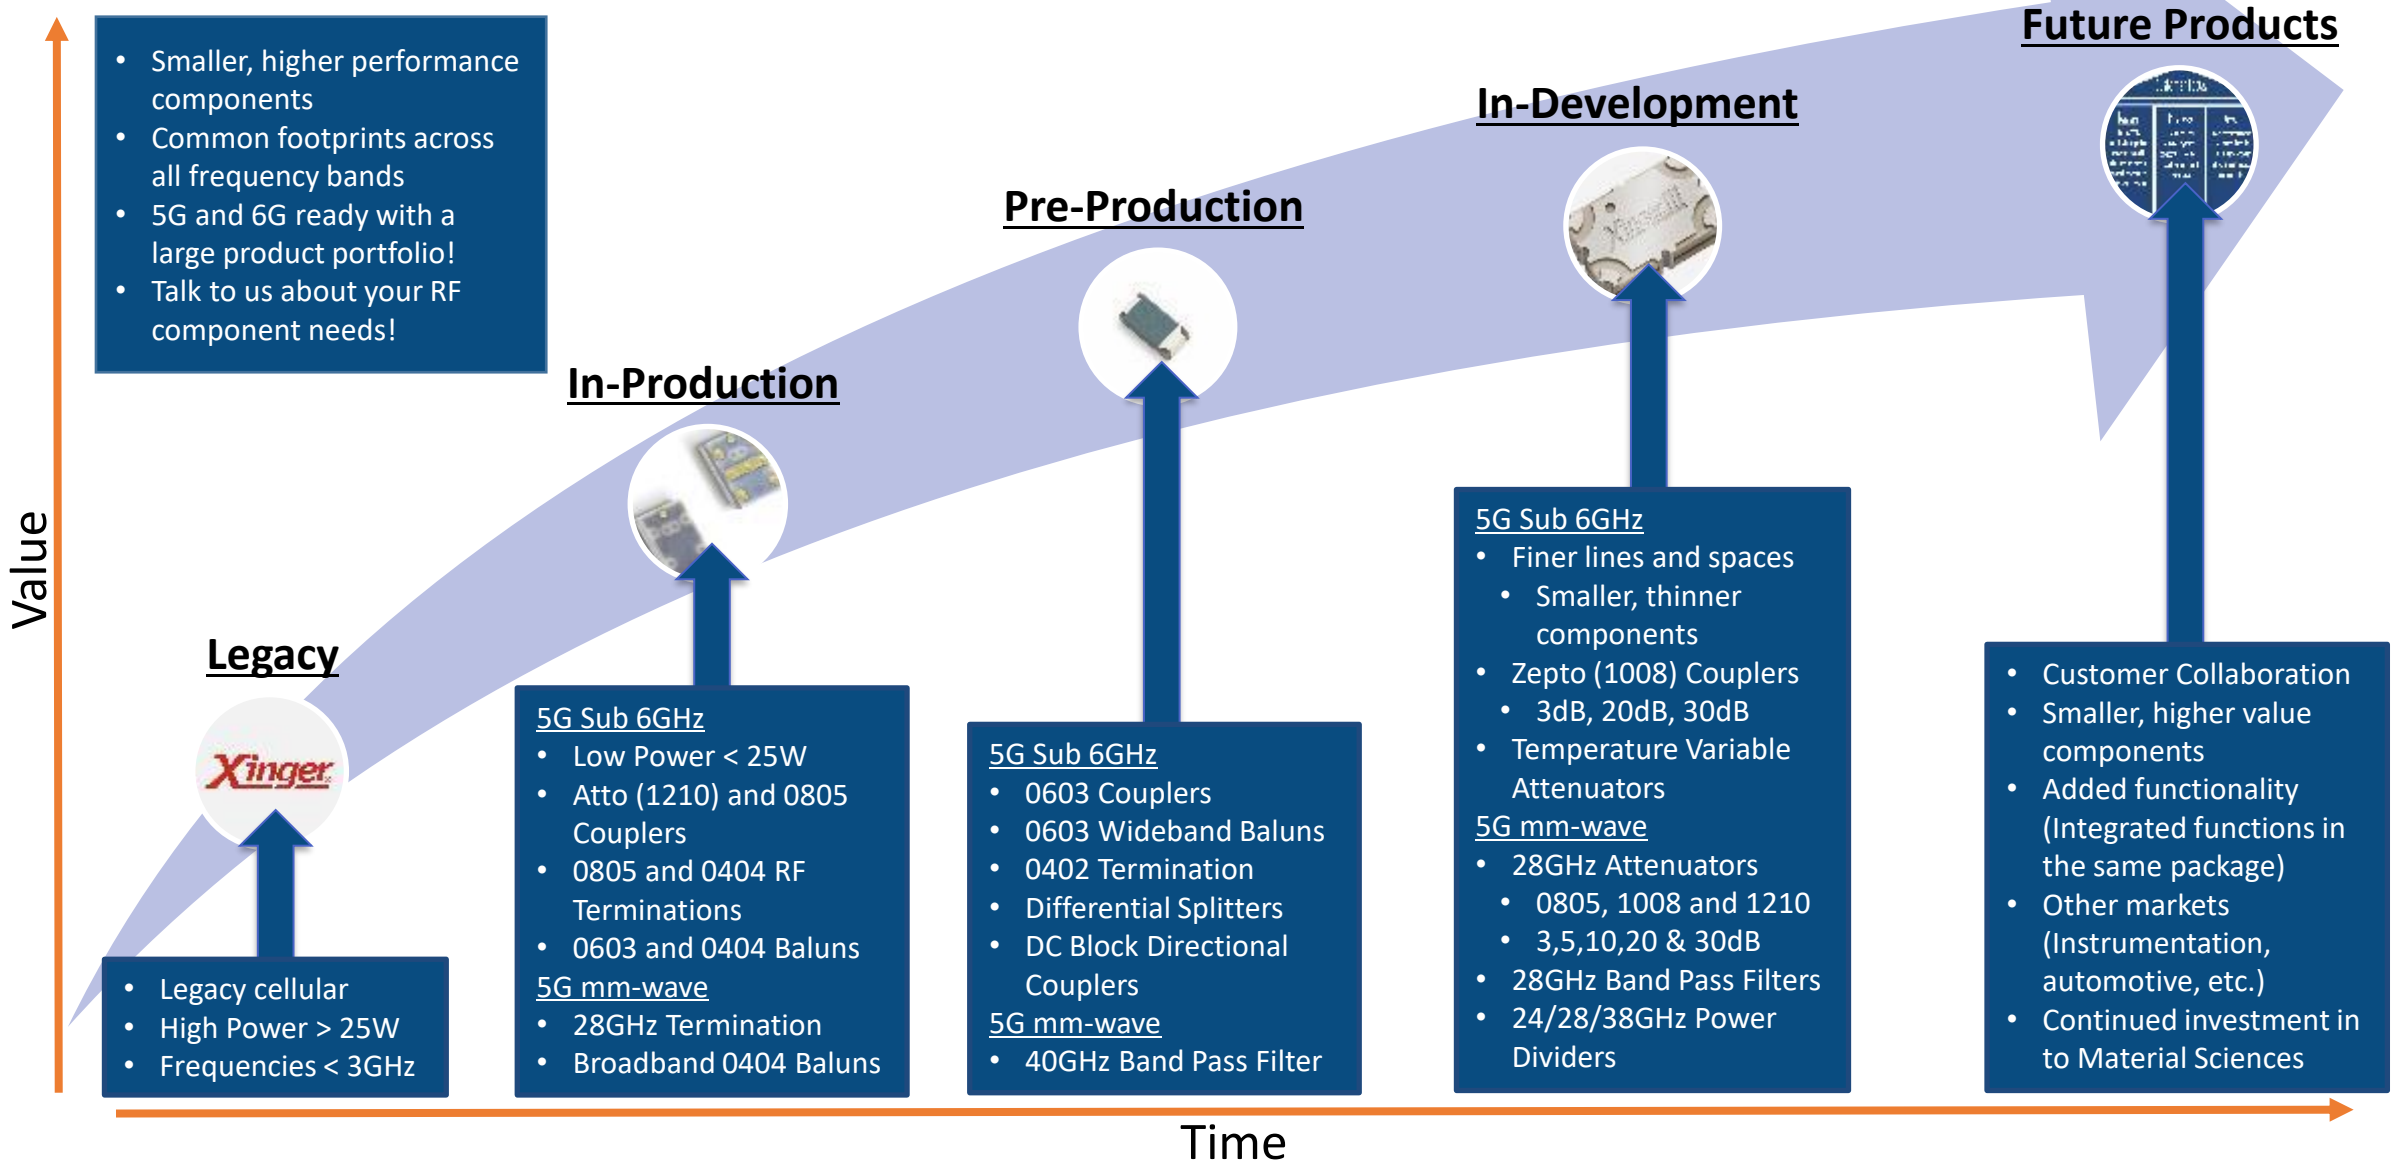 Future Products
• Smaller, higher performance
components
• Common footprints across
all frequency bands
• 5G and 6G ready with a
large product portfolio!
• Talk to us about your RF
component needs!
In-Development
Pre-Production
In-Production
Legacy
Xinger
Value
• Legacy cellular
• High Power > 25W
• Frequencies < 3GHz
5G Sub 6GHz
• Low Power < 25W
• Atto (1210) and 0805
Couplers
• 0805 and 0404 RF
Terminations
• 0603 and 0404 Baluns
5G mm-wave
• 28GHz Termination
• Broadband 0404 Baluns
5G Sub 6GHz
• 0603 Couplers
• 0603 Wideband Baluns
• 0402 Termination
• Differential Splitters
• DC Block Directional
Couplers
5G mm-wave
• 40GHz Band Pass Filter
5G Sub 6GHz
• Finer lines and spaces
• Smaller, thinner
components
• Zepto (1008) Couplers
• 3dB, 20dB, 30dB
• Temperature Variable
Attenuators
5G mm-wave
• 28GHz Attenuators
• 0805, 1008 and 1210
• 3,5,10,20 & 30dB
• 28GHz Band Pass Filters
• 24/28/38GHz Power
Dividers
• Customer Collaboration
• Smaller, higher value
components
• Added functionality
(Integrated functions in
the same package)
• Other markets
(Instrumentation,
automotive, etc.)
• Continued investment in
to Material Sciences
Time